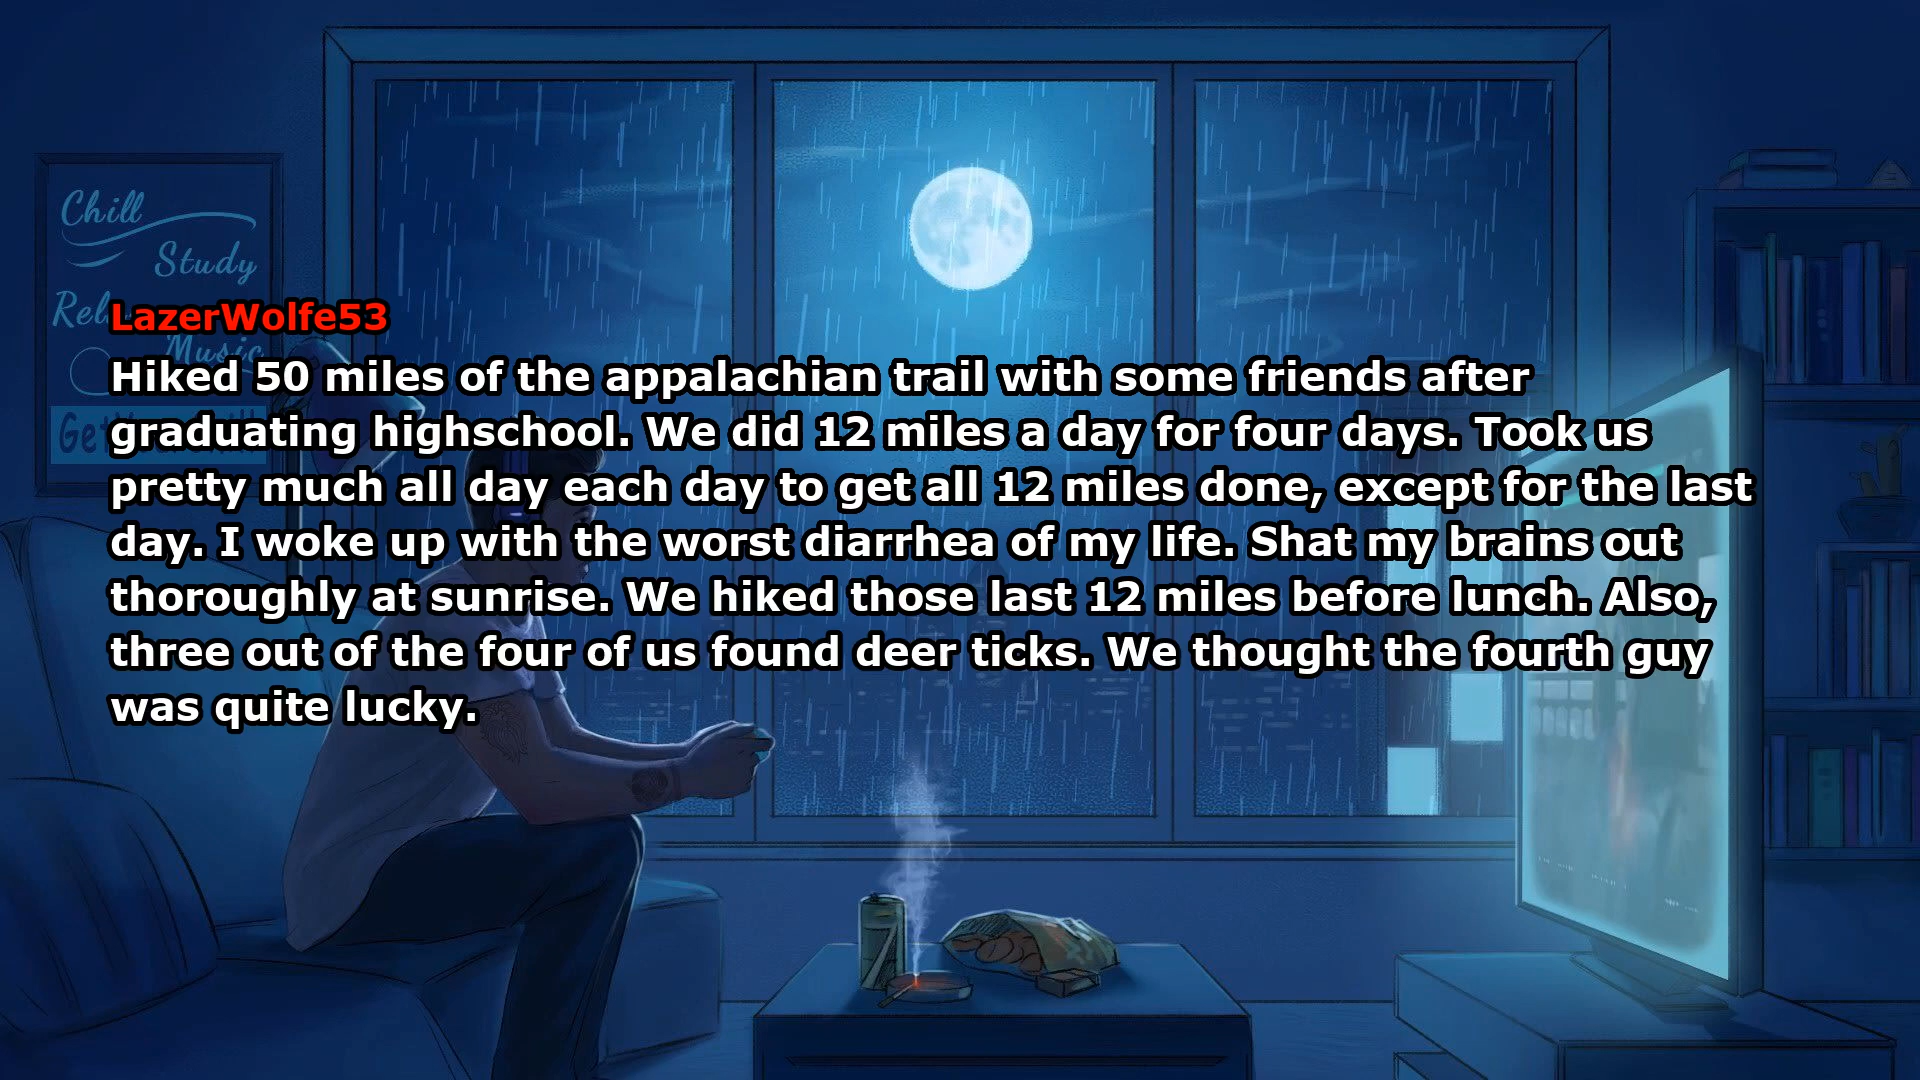 Chill
Study
Music
LazerWolfe53
Hiked 50 miles of the appalachian trail with some friends after
graduating highschool. We did 12 miles a day for four days. Took us
pretty much all day each day to get all 12 miles done, except for the last
day. I woke up with the worst diarrhea of my life. Shat my brains out
thoroughly at sunrise. We hiked those last 12 miles before lunch. Also,
three out of the four of us found deer ticks. We thought the fourth guy
was quite lucky.